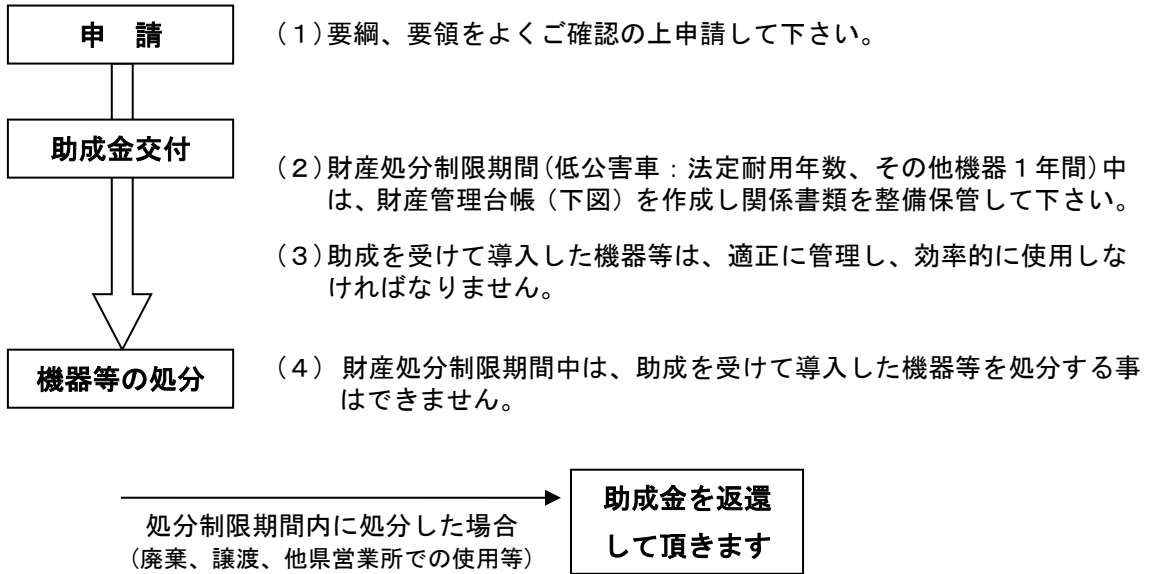 申　請
（１）要綱、要領をよくご確認の上申請して下さい。
助成金交付
（２）財産処分制限期間（低公害車：法定耐用年数、その他機器１年間）中
は、財産管理台帳（下図）を作成し関係書類を整備保管して下さい。
（３）助成を受けて導入した機器等は、適正に管理し、効率的に使用しな
ければなりません。
機器等の処分
（４） 財産処分制限期間中は、助成を受けて導入した機器等を処分する事
はできません。
処分制限期間内に処分した場合
（廃棄、譲渡、他県営業所での使用等）
助成金を返還
して頂きます